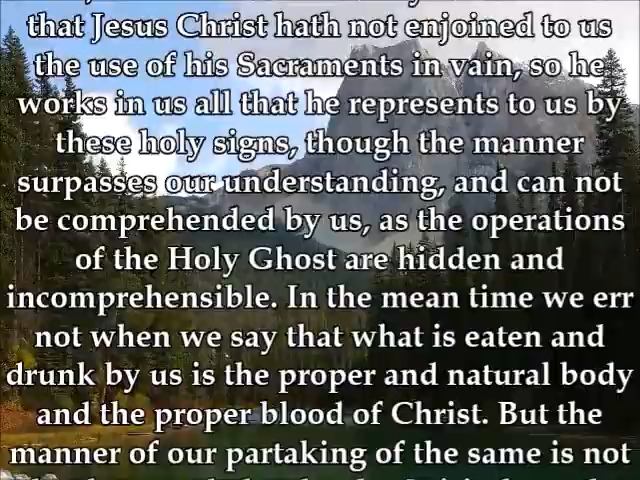 that Jesus Christ hath not enjoined to us
the use of his Sacraments in vain, so he
works in us all that he represents to us by
these holy signs, though the manner
surpasses our understanding, and can not
be comprehended by us, as the operations
of the Holy Ghost are hidden and
incomprehensible. In the mean time we err
not when we say that what is eaten and
drunk by us is the proper and natural body
and the proper blood of Christ. But the
manner of our partaking of the same is not